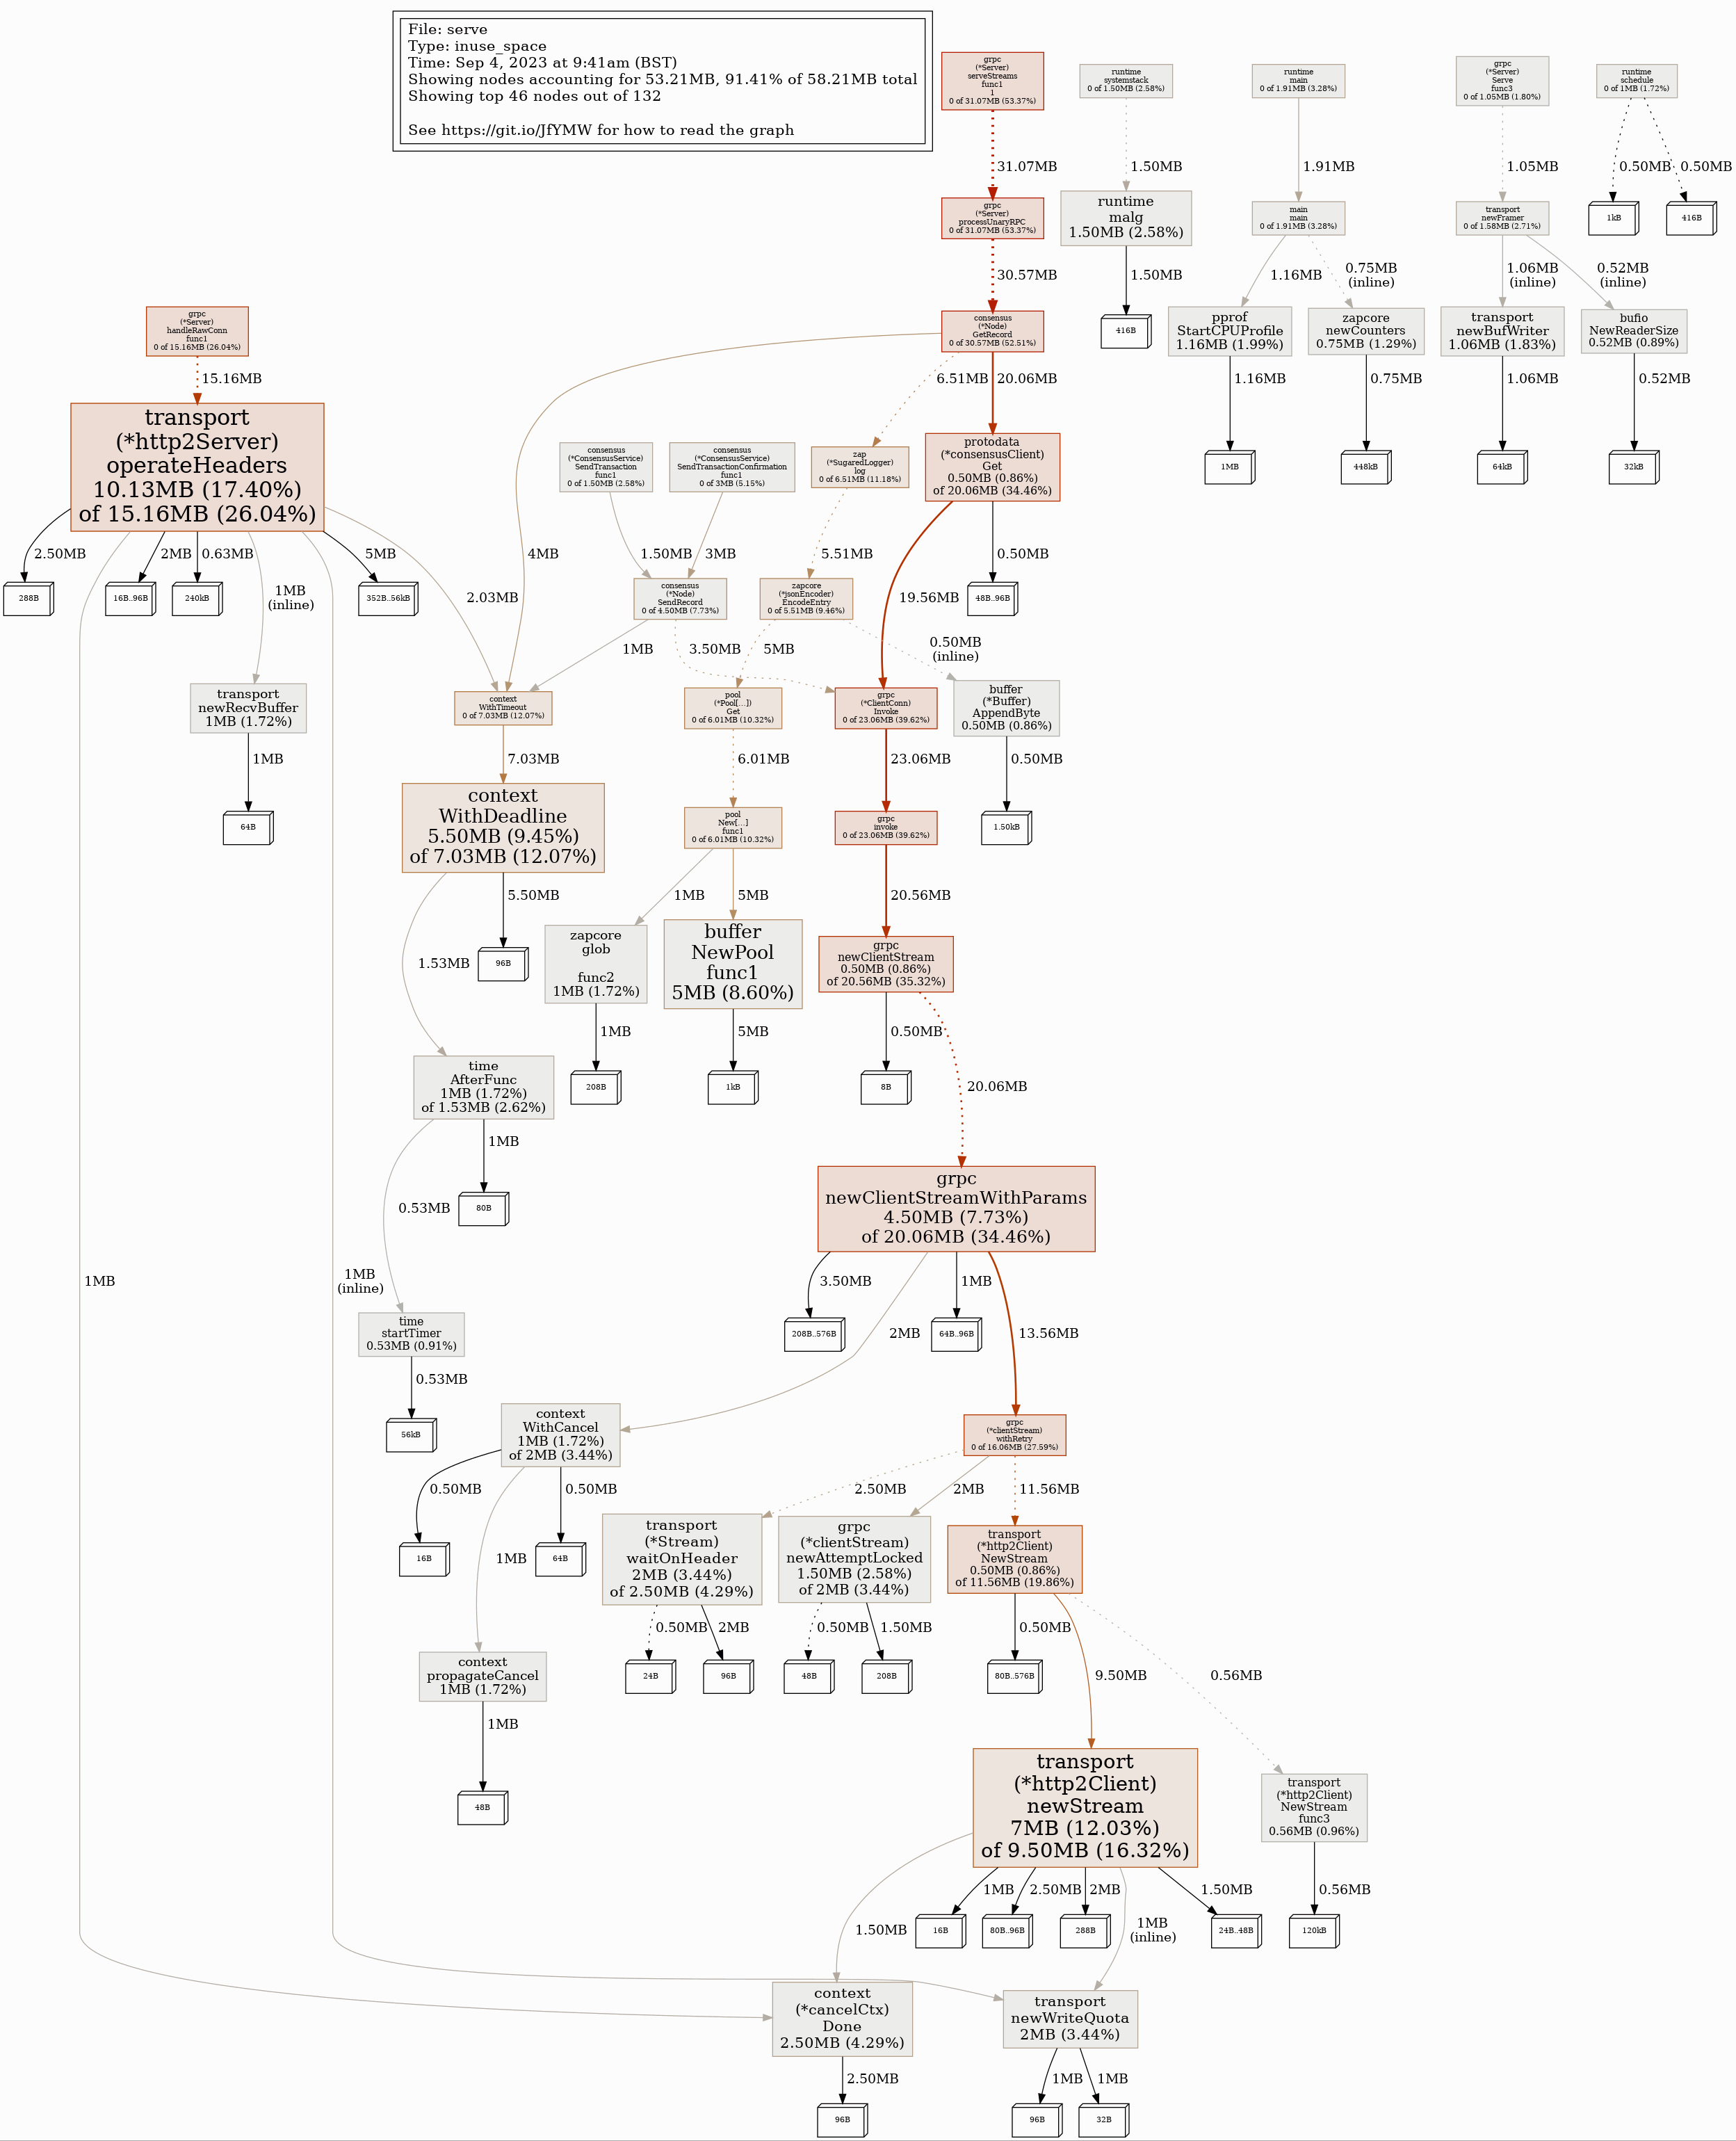 File: serve
Type: inuse_space
Time: Sep 4, 2023 at 9:41am (BST)
Showing nodes accounting for 53.21MB, 91.41% of 58.21MB total
Showing top 46 nodes out of 132
See https://git.io/JfYMW for how to read the graph
grpc
(*Server)
serveStreams
func1
1
0 of 31.07MB (53.37%)
runtime
systemstack
0 of 1.50MB (2.58%)
runtime
main
0 of 1.91MB (3.28%)
grpc
(*Server)
Serve
func3
0 of 1.05MB (1.80%)
runtime
schedule
0 of 1MB (1.72%)
31.07MB
1.50MB
1.91MB
1.05MB
0.50MB
0.50MB
grpc
(*Server)
processUnaryRPC
0 of 31.07MB (53.37%)
runtime
malg
1.50MB (2.58%)
main
main
0 of 1.91MB (3.28%)
transport
newFramer
0 of 1.58MB (2.71%)
1kB
416B
30.57MB
1.50MB
1.16MB
0.75MB
(inline)
1.06MB
(inline)
0.52MB
(inline)
grpc
(*Server)
handleRawConn
func1
0 of 15.16MB (26.04%)
consensus
(*Node)
GetRecord
0 of 30.57MB (52.51%)
416B
pprof
StartCPUProfile
1.16MB (1.99%)
zapcore
newCounters
0.75MB (1.29%)
transport
newBufWriter
1.06MB (1.83%)
bufio
NewReaderSize
0.52MB (0.89%)
15.16MB
6.51MB
20.06MB
1.16MB
0.75MB
1.06MB
0.52MB
transport
(*http2Server)
operateHeaders
10.13MB (17.40%)
of 15.16MB (26.04%)
consensus
(*ConsensusService)
SendTransaction
func1
0 of 1.50MB (2.58%)
consensus
(*ConsensusService)
SendTransactionConfirmation
func1
0 of 3MB (5.15%)
zap
(*SugaredLogger)
log
0 of 6.51MB (11.18%)
protodata
(*consensusClient)
Get
0.50MB (0.86%)
of 20.06MB (34.46%)
1MB
448kB
64kB
32kB
2.50MB
2MB
0.63MB
1MB
(inline)
5MB
2.03MB
4MB
1.50MB
3MB
5.51MB
19.56MB
0.50MB
288B
16B..96B
240kB
352B..56kB
consensus
(*Node)
SendRecord
0 of 4.50MB (7.73%)
zapcore
(*jsonEncoder)
EncodeEntry
0 of 5.51MB (9.46%)
48B..96B
1MB
3.50MB
5MB
0.50MB
(inline)
transport
newRecvBuffer
1MB (1.72%)
context
WithTimeout
0 of 7.03MB (12.07%)
pool
(*Pool[...])
Get
0 of 6.01MB (10.32%)
grpc
(*ClientConn)
Invoke
0 of 23.06MB (39.62%)
buffer
(*Buffer)
AppendByte
0.50MB (0.86%)
1MB
7.03MB
6.01MB
23.06MB
0.50MB
64B
context
WithDeadline
5.50MB (9.45%)
of 7.03MB (12.07%)
pool
New[...]
func1
0 of 6.01MB (10.32%)
grpc
invoke
0 of 23.06MB (39.62%)
1.50kB
1.53MB
5.50MB
1MB
5MB
20.56MB
96B
zapcore
glob
func2
1MB (1.72%)
buffer
NewPool
func1
5MB (8.60%)
grpc
newClientStream
0.50MB (0.86%)
of 20.56MB (35.32%)
1MB
5MB
0.50MB
20.06MB
time
AfterFunc
1MB (1.72%)
of 1.53MB (2.62%)
208B
1kB
8B
0.53MB
1MB
80B
grpc
newClientStreamWithParams
4.50MB (7.73%)
of 20.06MB (34.46%)
1MB
1MB
(inline)
3.50MB
2MB
1MB
13.56MB
time
startTimer
0.53MB (0.91%)
208B..576B
64B..96B
0.53MB
56kB
context
WithCancel
1MB (1.72%)
of 2MB (3.44%)
grpc
(*clientStream)
withRetry
0 of 16.06MB (27.59%)
0.50MB
1MB
0.50MB
2.50MB
2MB
11.56MB
16B
64B
transport
(*Stream)
waitOnHeader
2MB (3.44%)
of 2.50MB (4.29%)
grpc
(*clientStream)
newAttemptLocked
1.50MB (2.58%)
of 2MB (3.44%)
transport
(*http2Client)
NewStream
0.50MB (0.86%)
of 11.56MB (19.86%)
0.50MB
2MB
0.50MB
1.50MB
0.50MB
9.50MB
0.56MB
context
propagateCancel
1MB (1.72%)
24B
96B
48B
208B
80B..576B
1MB
48B
transport
(*http2Client)
newStream
7MB (12.03%)
of 9.50MB (16.32%)
transport
(*http2Client)
NewStream
func3
0.56MB (0.96%)
1.50MB
1MB
2.50MB
2MB
1MB
(inline)
1.50MB
0.56MB
16B
80B..96B
288B
24B..48B
120kB
context
(*cancelCtx)
Done
2.50MB (4.29%)
transport
newWriteQuota
2MB (3.44%)
2.50MB
1MB
1MB
96B
96B
32B